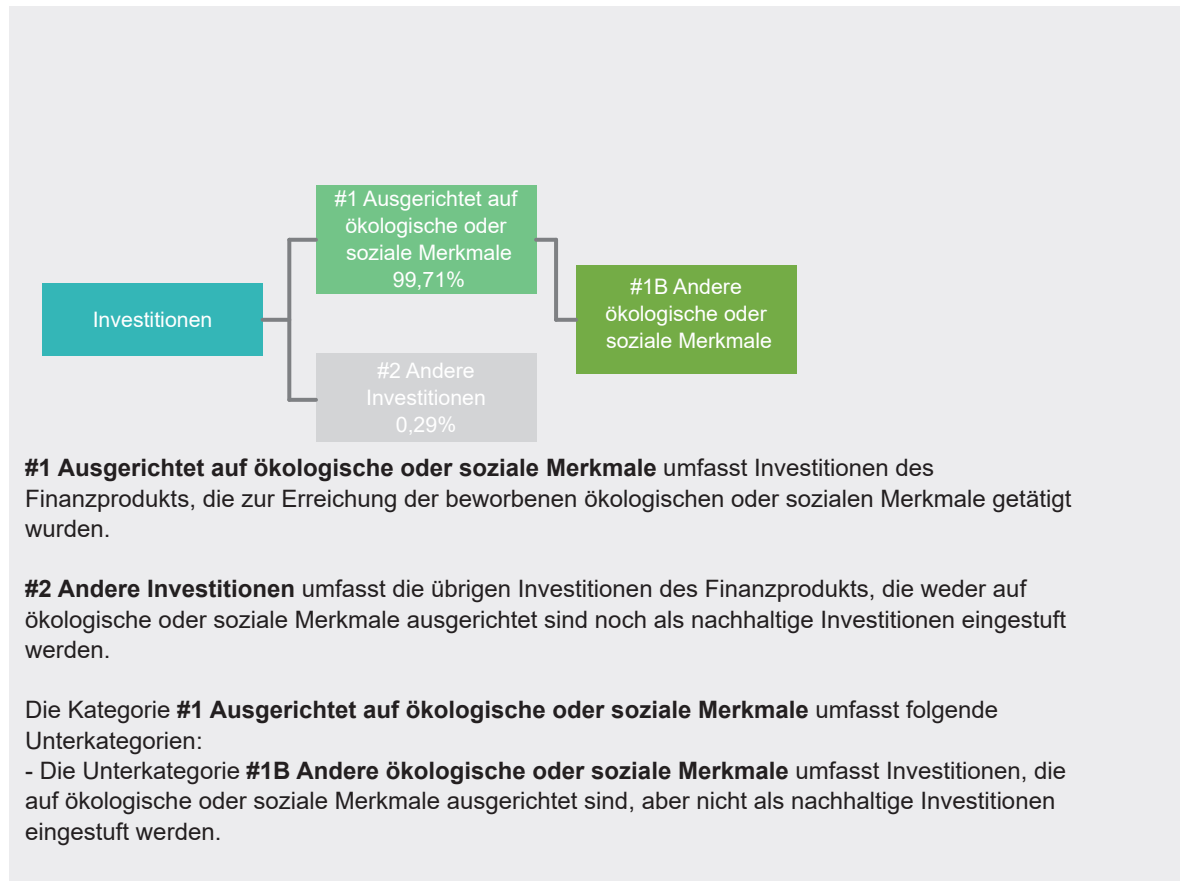 #1 Ausgerichtet auf
ökologische oder
soziale Merkmale
99,71%
Investitionen
#1B Andere
ökologische oder
soziale Merkmale
#2 Andere
Investitionen
0,29%
#1 Ausgerichtet auf ökologische oder soziale Merkmale umfasst Investitionen des
Finanzprodukts, die zur Erreichung der beworbenen ökologischen oder sozialen Merkmale getätigt
wurden.
#2 Andere Investitionen umfasst die übrigen Investitionen des Finanzprodukts, die weder auf
ökologische oder soziale Merkmale ausgerichtet sind noch als nachhaltige Investitionen eingestuft
werden.
Die Kategorie #1 Ausgerichtet auf ökologische oder soziale Merkmale umfasst folgende
Unterkategorien:
- Die Unterkategorie #1B Andere ökologische oder soziale Merkmale umfasst Investitionen, die
auf ökologische oder soziale Merkmale ausgerichtet sind, aber nicht als nachhaltige Investitionen
eingestuft werden.